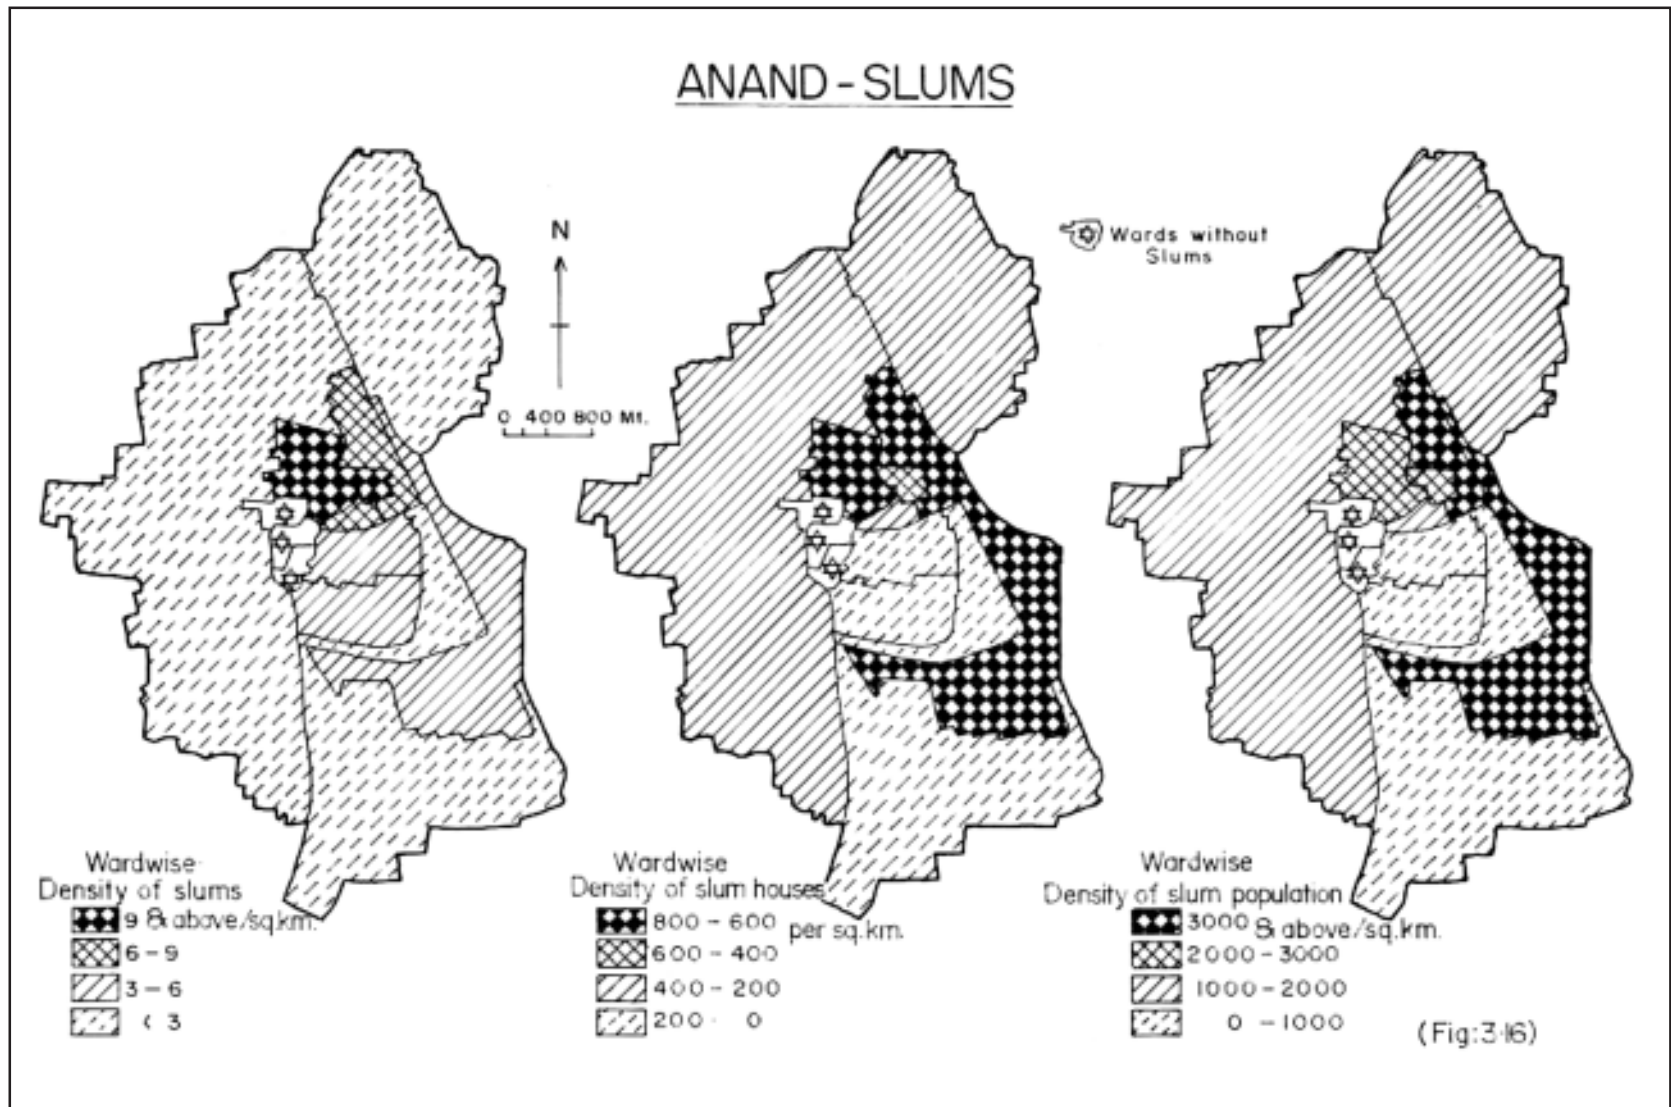 ANAND - SLUMS
N
0 400 800 Mt.
Wards without
Slums
Wardwise
Density of slums
9 & above/sq.km.
6 - 9
3 - 6
< 3
Wardwise
Density of slum houses
per sq.km.
800 - 600
600 - 400
400 - 200
200 - 0
Wardwise
Density of slum population
3000 & above/sq.km.
2000 - 3000
1000 - 2000
0 - 1000
(Fig: 3.16)